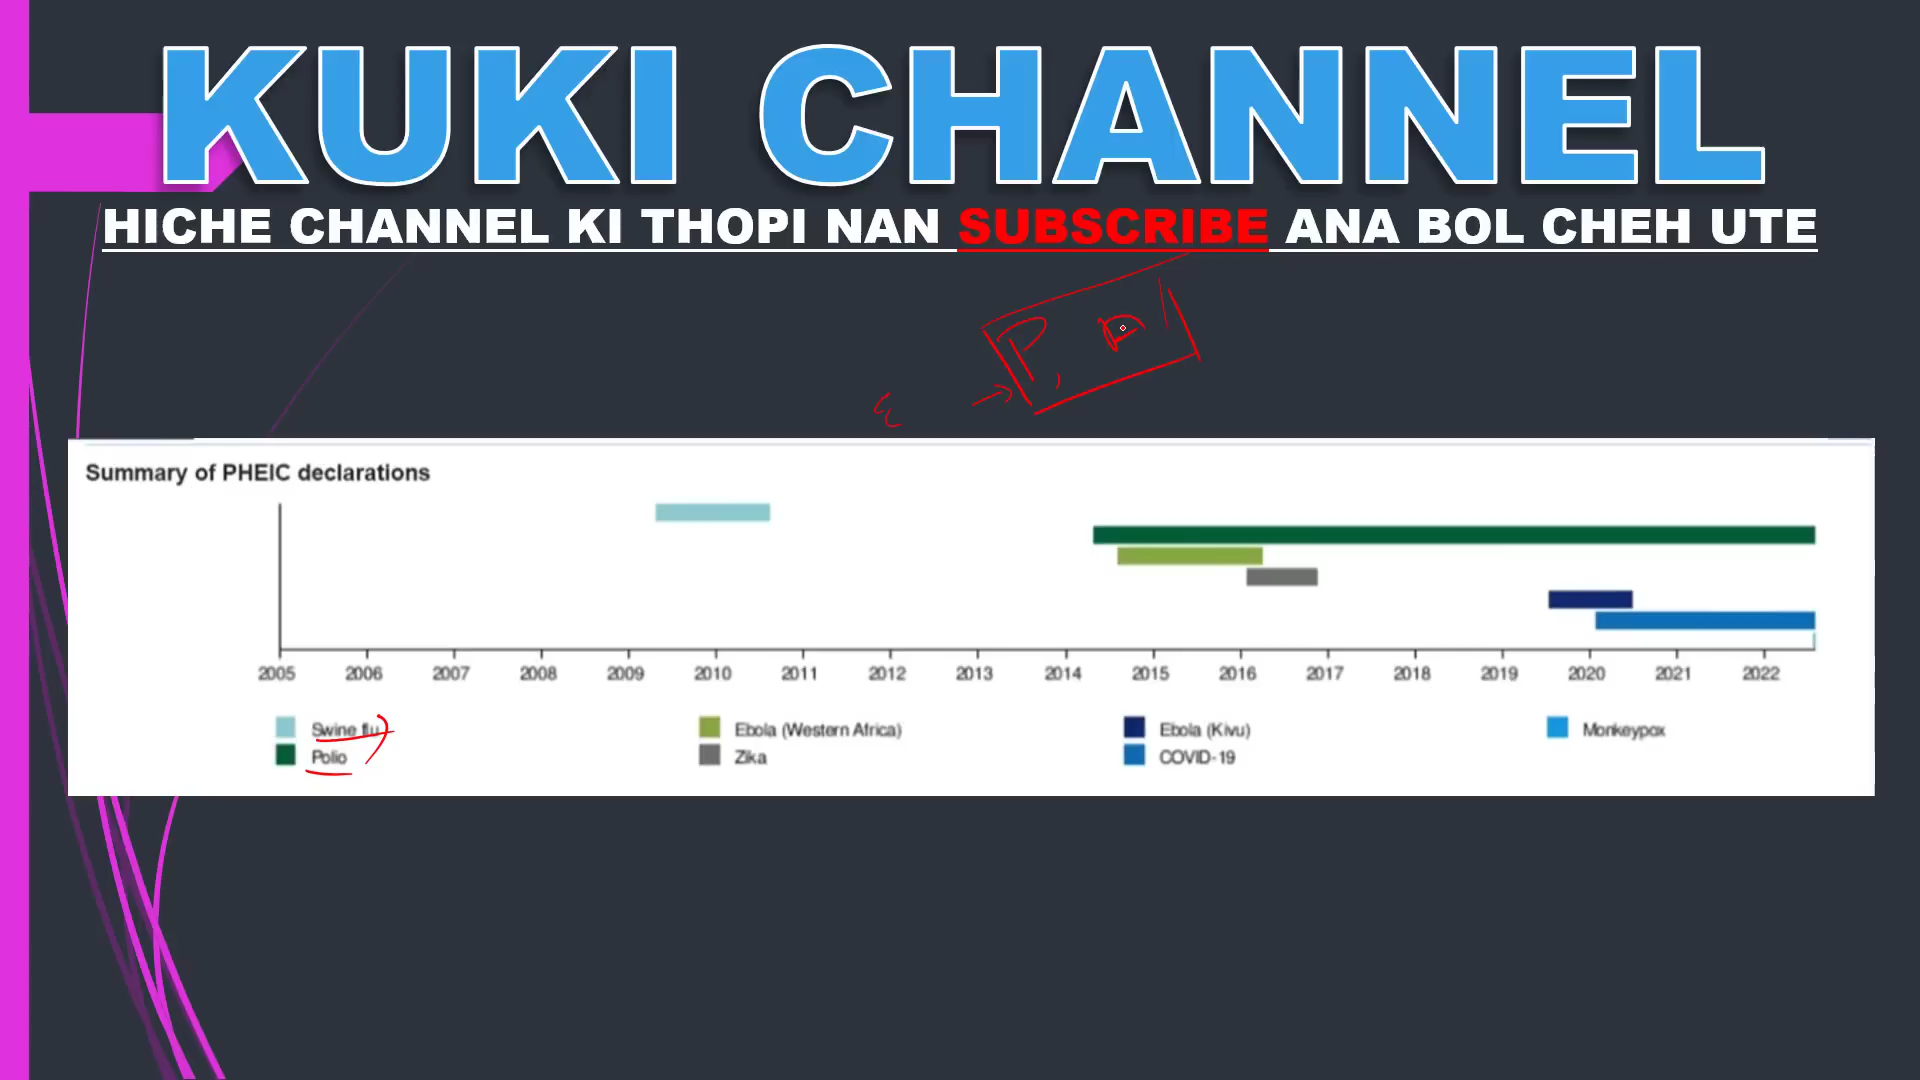 KUKI CHANNEL
HICHE CHANNEL KI THOPI NAN SUBSCRIBE ANA BOL CHEH UTE
P, D
Summary of PHEIC declarations
2005 2006 2007 2008 2009 2010 2011 2012 2013 2014 2015 2016 2017 2018 2019 2020 2021 2022
Swine flu Ebola (Western Africa) Ebola (Kivu) Monkeypox
Polio Zika COVID-19